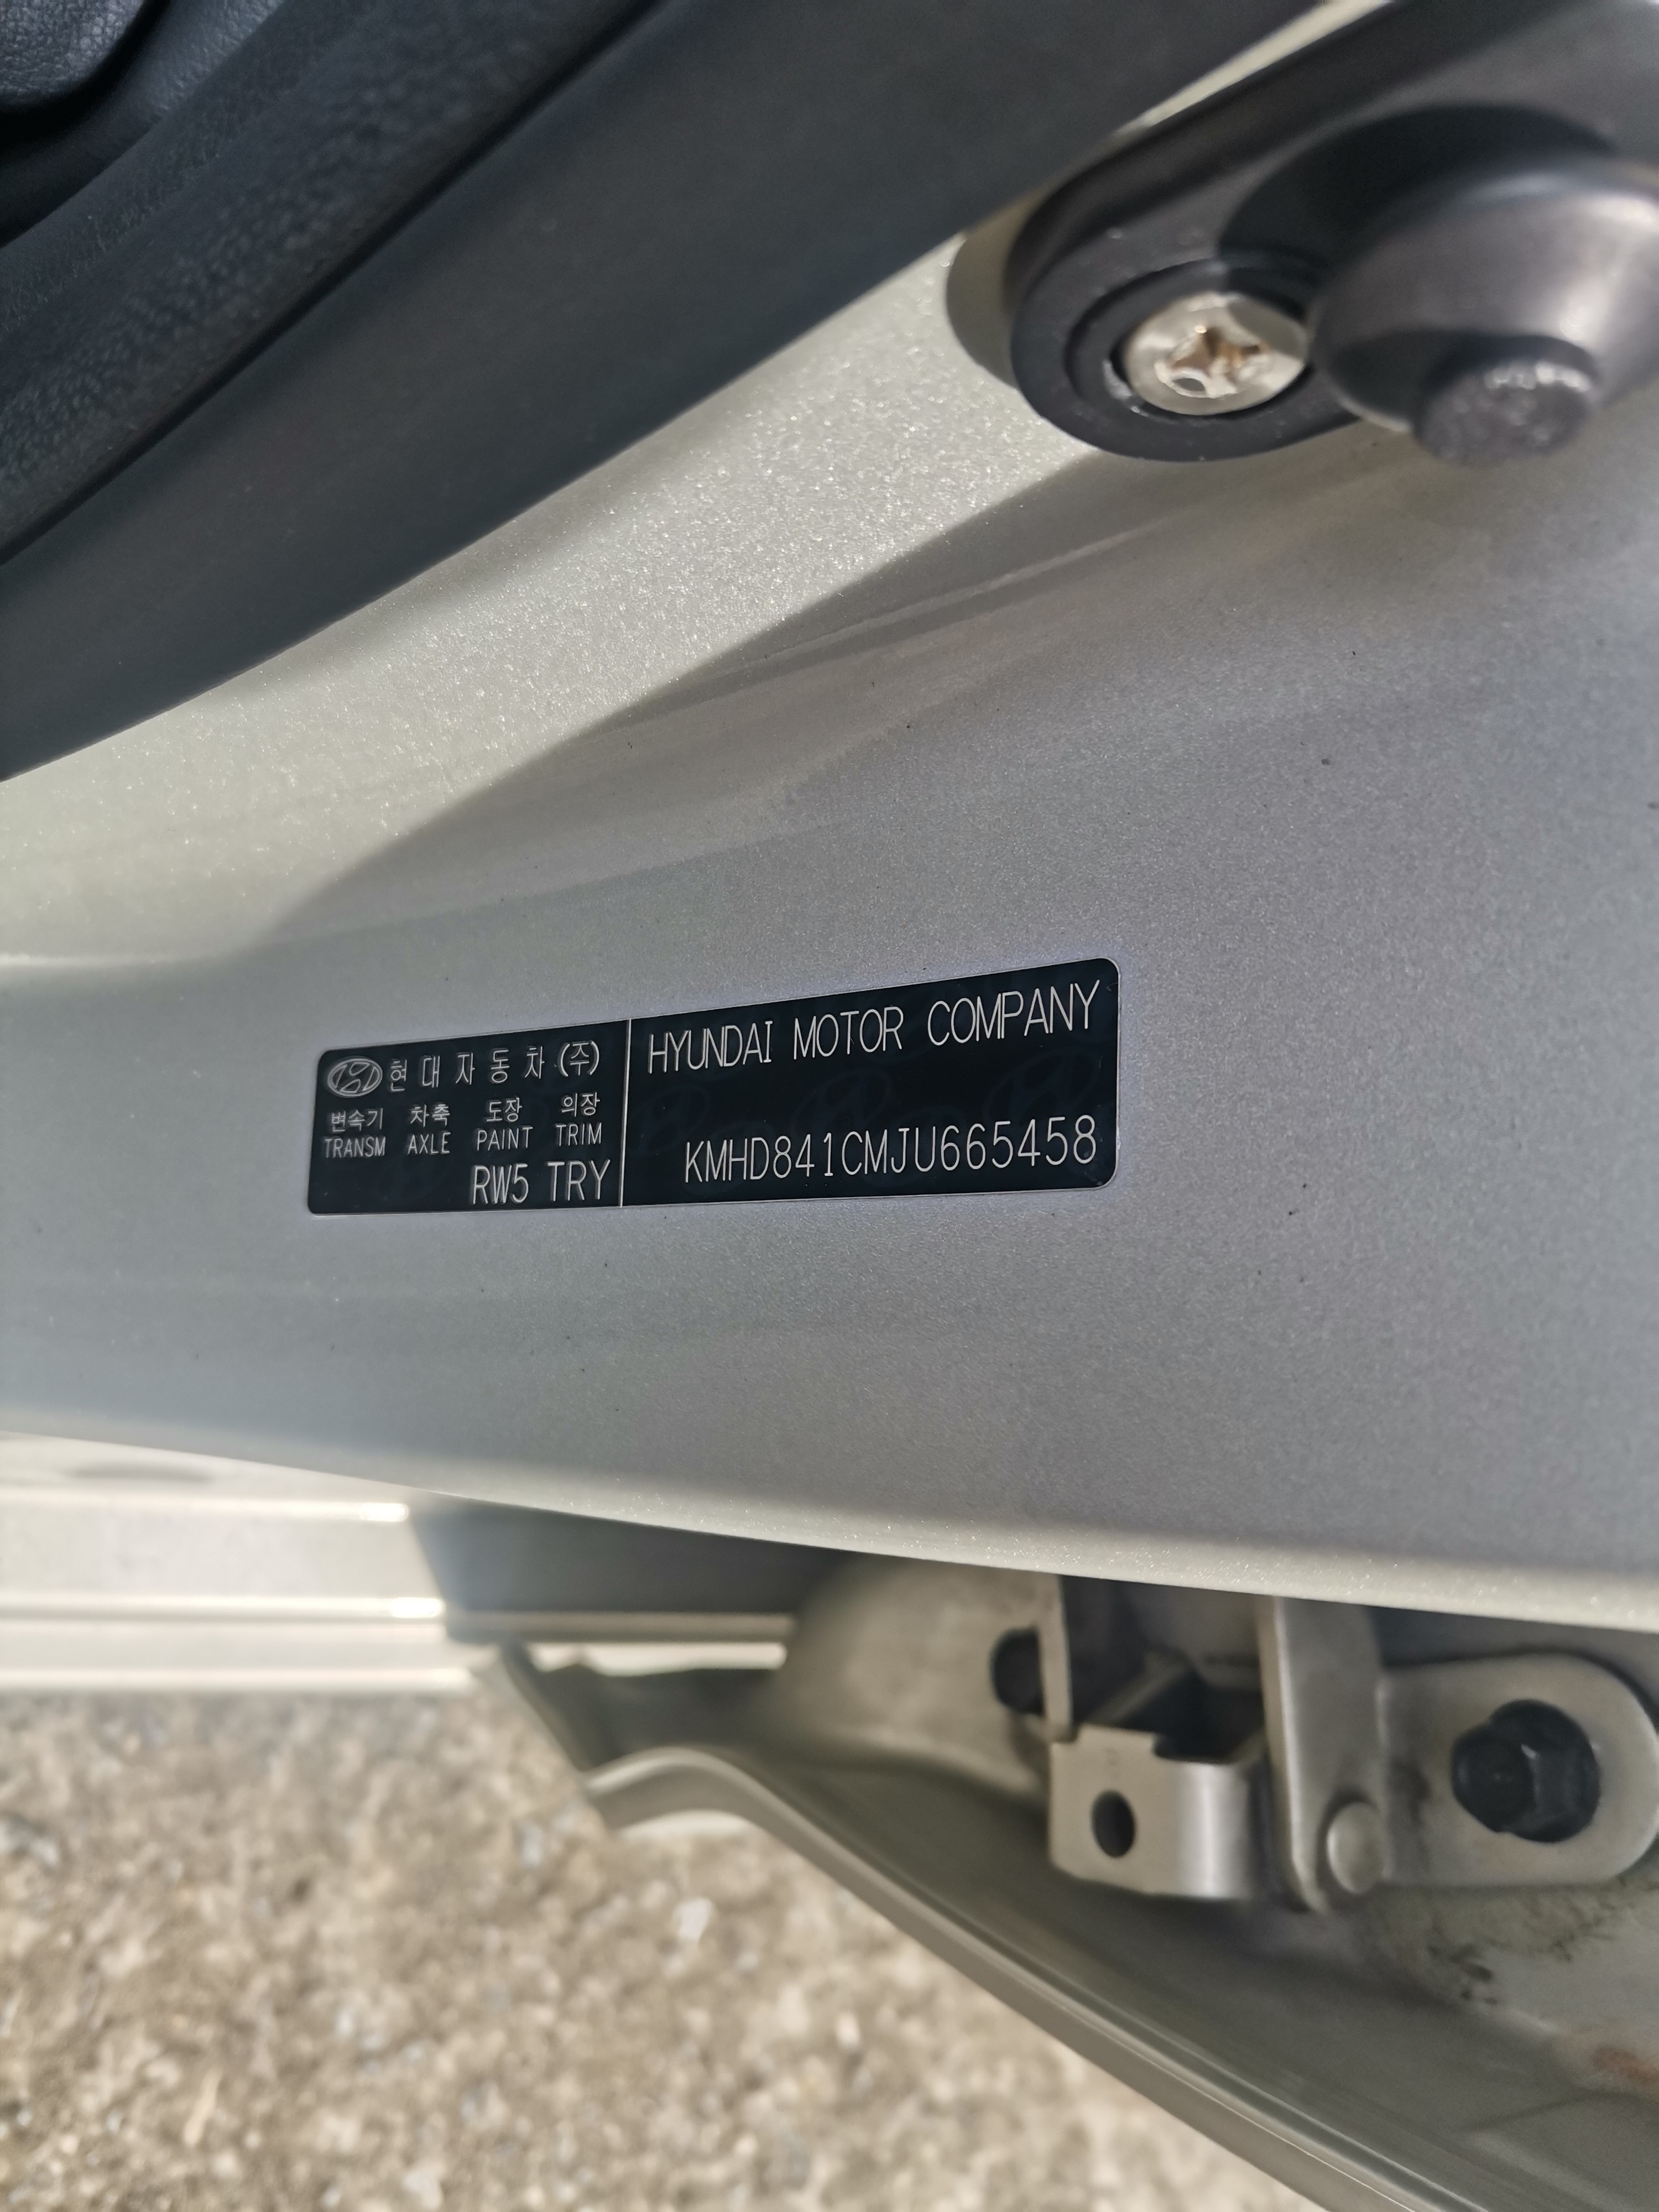 현대자동차(주)
변속기 차축 도장 의장
TRANSM AXLE PAINT TRIM
RW5 TRY
HYUNDAI MOTOR COMPANY
KMHD841CMJU665458